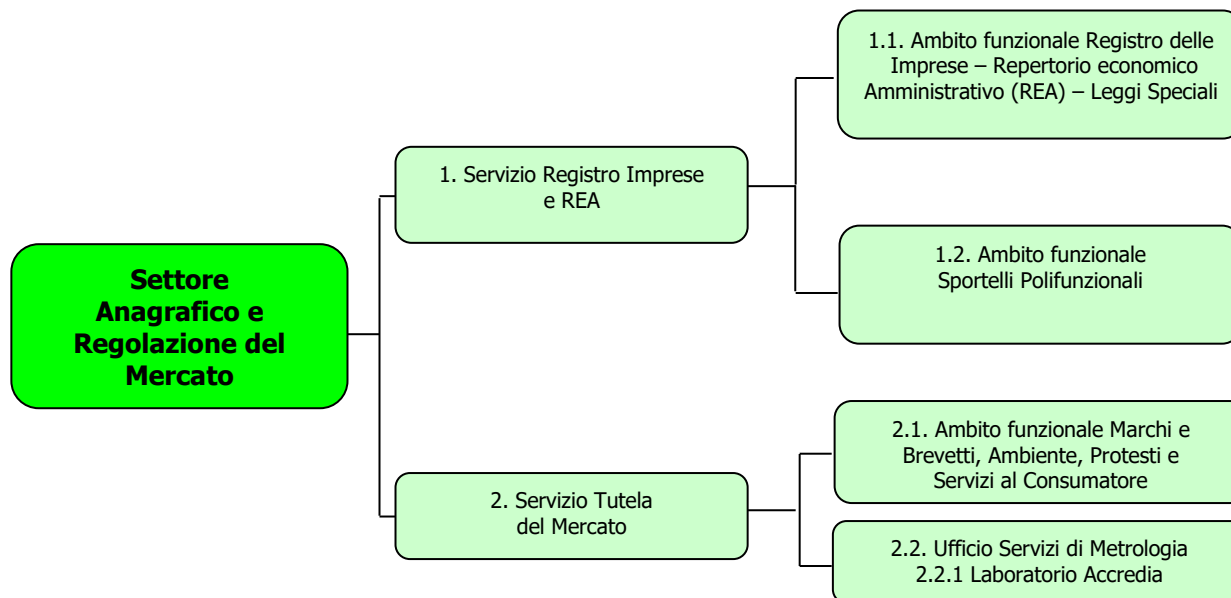 Settore
Anagrafico e
Regolazione del
Mercato
1. Servizio Registro Imprese
e REA
1.1. Ambito funzionale Registro delle
Imprese – Repertorio economico
Amministrativo (REA) – Leggi Speciali
1.2. Ambito funzionale
Sportelli Polifunzionali
2. Servizio Tutela
del Mercato
2.1. Ambito funzionale Marchi e
Brevetti, Ambiente, Protesti e
Servizi al Consumatore
2.2. Ufficio Servizi di Metrologia
2.2.1 Laboratorio Accredia